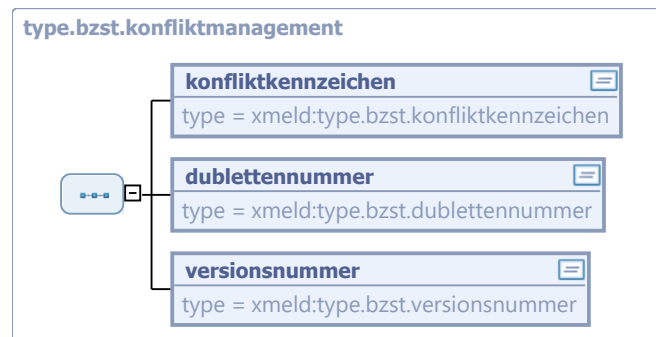 type.bzst.konfliktmanagement
konfliktkennzeichen
type = xmeld:type.bzst.konfliktkennzeichen
dublettennummer
type = xmeld:type.bzst.dublettennummer
versionsnummer
type = xmeld:type.bzst.versionsnummer